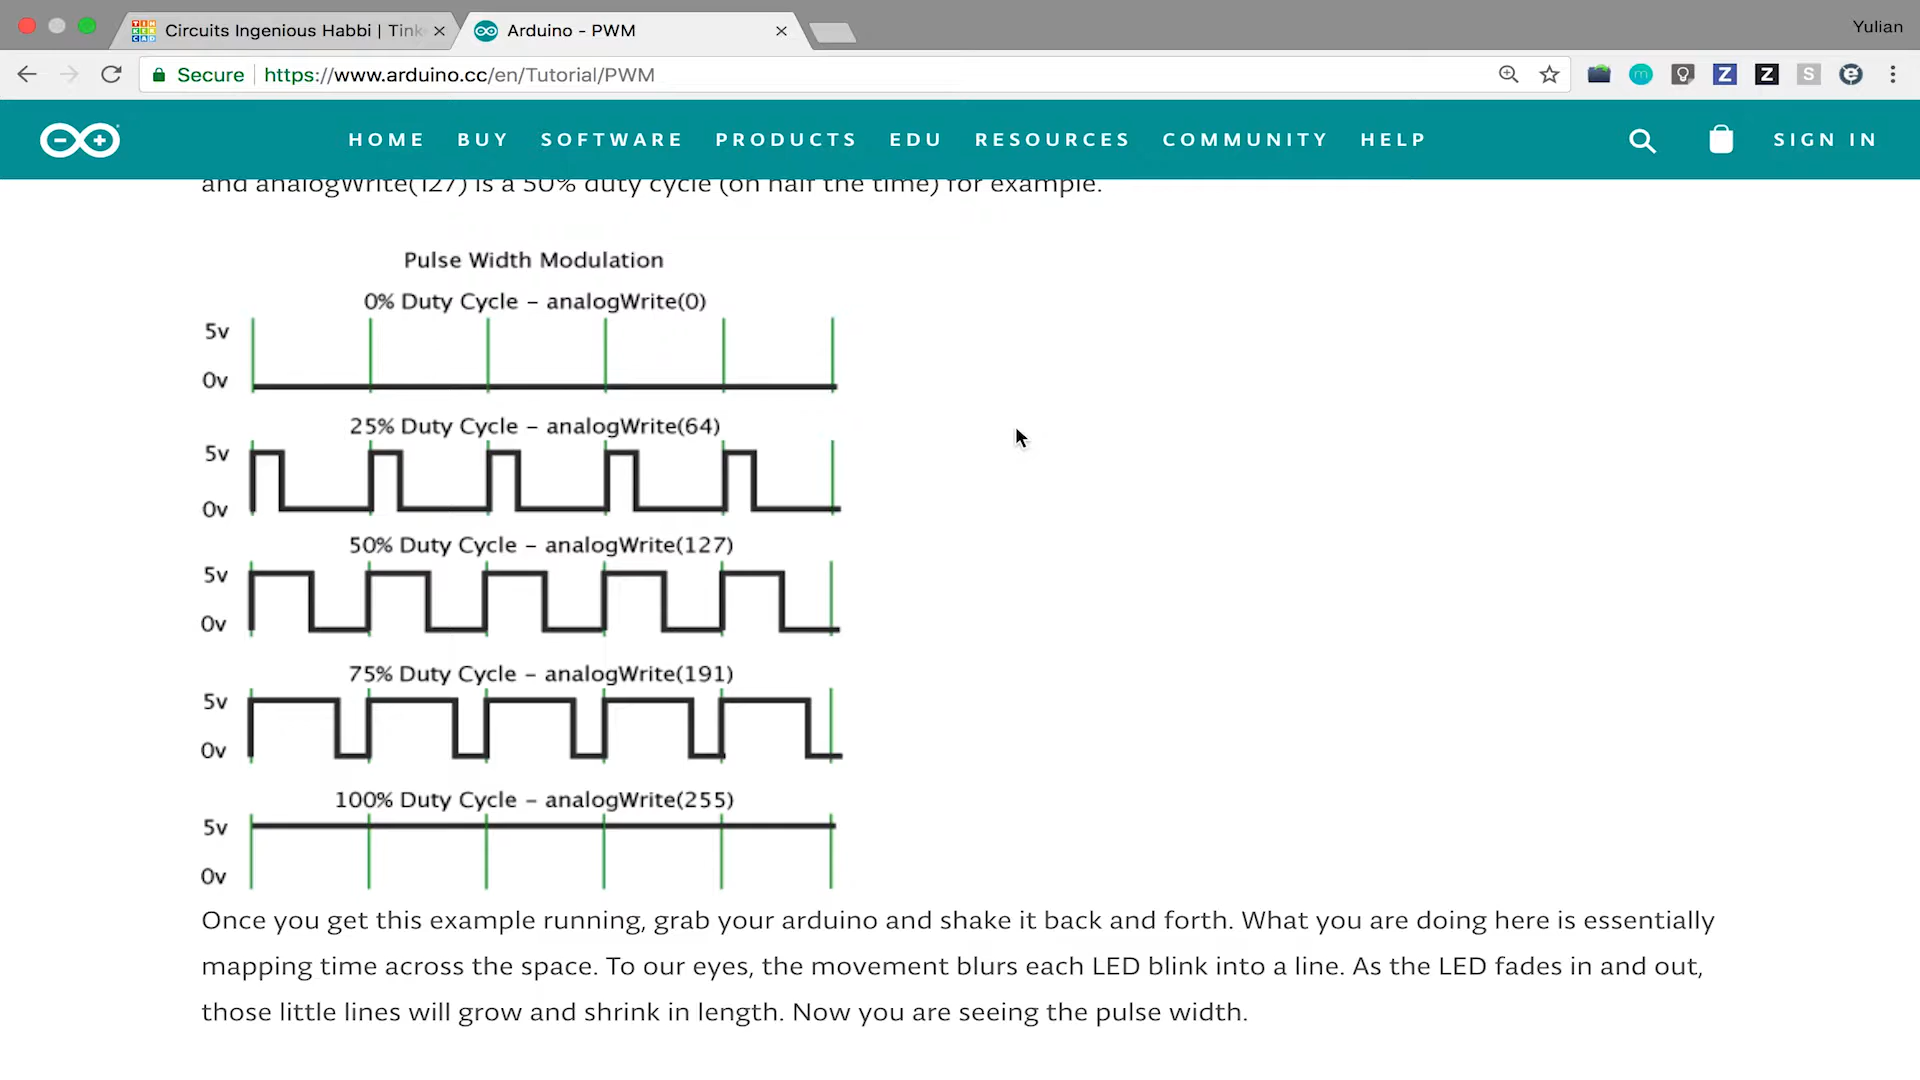 Circuits Ingenious Habbi | Tink
Arduino - PWM
Yulian
Secure https://www.arduino.cc/en/Tutorial/PWM
HOME BUY SOFTWARE PRODUCTS EDU RESOURCES COMMUNITY HELP SIGN IN
and analogWrite(127) is a 50% duty cycle (on half the time) for example.
Pulse Width Modulation
0% Duty Cycle – analogWrite(0)
5v
0v
25% Duty Cycle – analogWrite(64)
5v
0v
50% Duty Cycle – analogWrite(127)
5v
0v
75% Duty Cycle – analogWrite(191)
5v
0v
100% Duty Cycle – analogWrite(255)
5v
0v
Once you get this example running, grab your arduino and shake it back and forth. What you are doing here is essentially
mapping time across the space. To our eyes, the movement blurs each LED blink into a line. As the LED fades in and out,
those little lines will grow and shrink in length. Now you are seeing the pulse width.